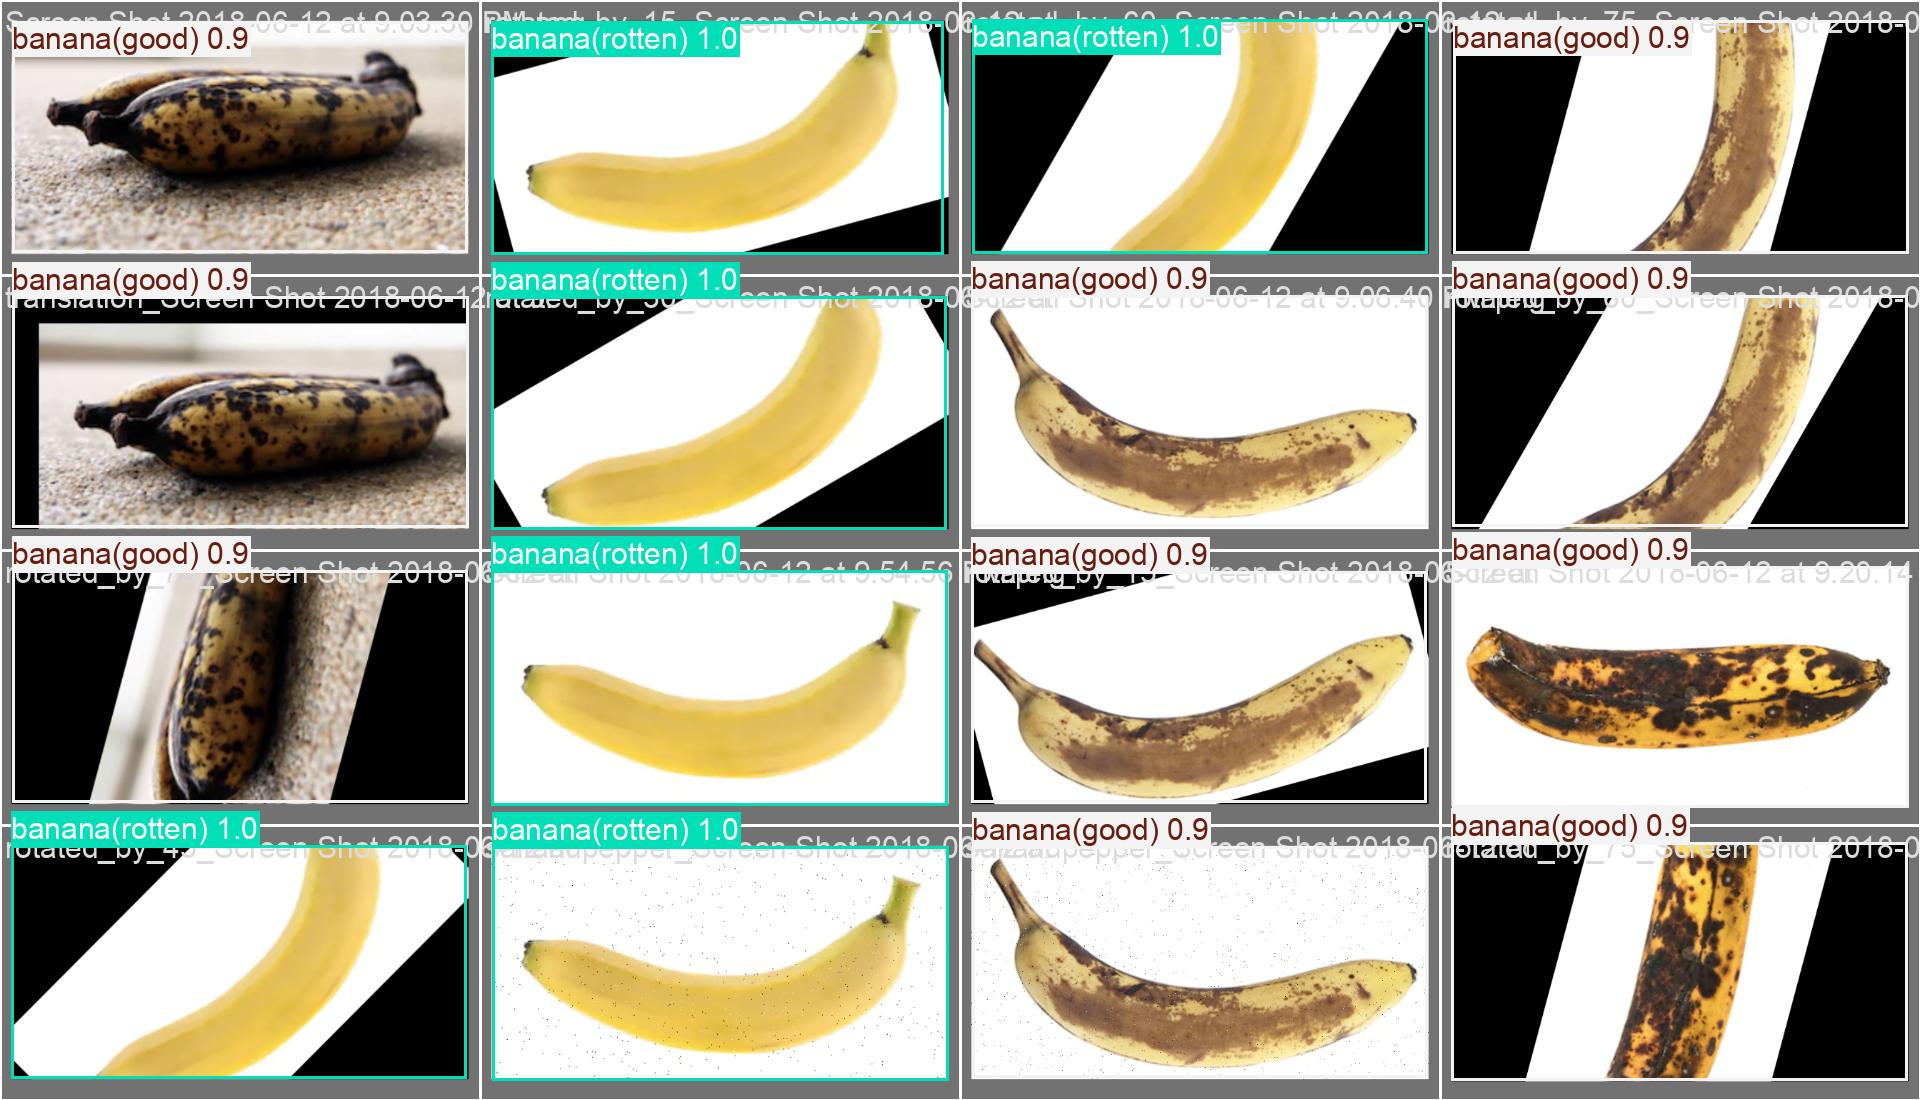 Screen Shot 2018-06-12 at 9.03.30
banana(good) 0.9
rotated_by_15_Screen Shot 2018-06-12
banana(rotten) 1.0
rotated_by_60_Screen Shot 2018-06-12
banana(rotten) 1.0
rotated_by_75_Screen Shot 2018-0
banana(good) 0.9
banana(good) 0.9
translation_Screen Shot 2018-06-12
banana(rotten) 1.0
Screen Shot 2018-06-
banana(good) 0.9
Screen Shot 2018-06-12 at 9.06.40
banana(good) 0.9
rotated_by_60_Screen Shot 2018-0
banana(good) 0.9
Screen Shot 2018-06-
banana(rotten) 1.0
Screen Shot 2018-06-12 at 9.54.56
banana(good) 0.9
rotated_by_15_Screen Shot 2018-06-12
banana(good) 0.9
Screen Shot 2018-06-12 at 9.20.14
banana(rotten) 1.0
rotated_by_45_Screen Shot 2018-06-
banana(rotten) 1.0
Screen Shot 2018-06-
banana(good) 0.9
Screen Shot 2018-06-
banana(good) 0.9
rotated_by_75_Screen Shot 2018-0